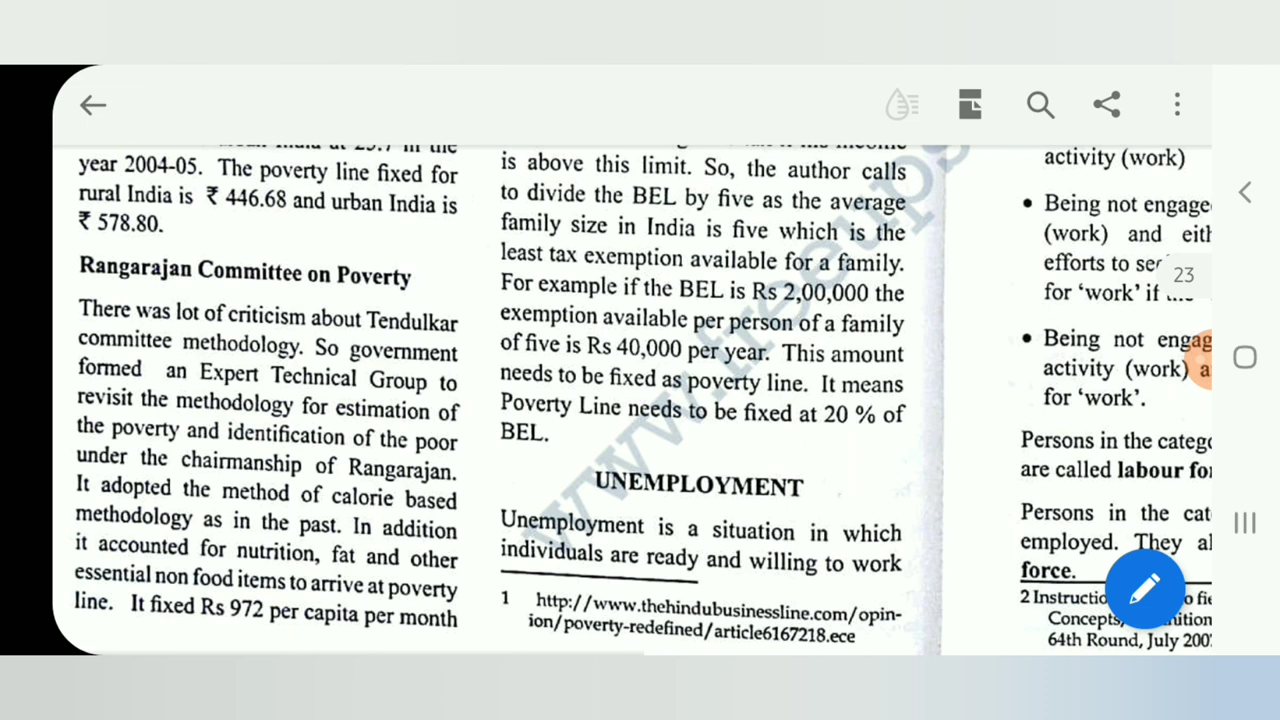 year 2004-05. The poverty line fixed for
rural India is ₹ 446.68 and urban India is
₹ 578.80.
Rangarajan Committee on Poverty
There was lot of criticism about Tendulkar
committee methodology. So government
formed an Expert Technical Group to
revisit the methodology for estimation of
the poverty and identification of the poor
under the chairmanship of Rangarajan.
It adopted the method of calorie based
methodology as in the past. In addition
it accounted for nutrition, fat and other
essential non food items to arrive at poverty
line. It fixed Rs 972 per capita per month
is above this limit. So, the author calls
to divide the BEL by five as the average
family size in India is five which is the
least tax exemption available for a family.
For example if the BEL is Rs 2,00,000 the
exemption available per person of a family
of five is Rs 40,000 per year. This amount
needs to be fixed as poverty line. It means
Poverty Line needs to be fixed at 20 % of
BEL.
UNEMPLOYMENT
Unemployment is a situation in which
individuals are ready and willing to work
1 http://www.thehindubusinessline.com/opin-
ion/poverty-redefined/article6167218.ece
www.freeups
activity (work)
• Being not engage
(work) and eith
efforts to se
for 'work' if
• Being not engag
activity (work) a
for 'work'.
Persons in the catego
are called labour fo
Persons in the cat
employed. They al
force.
2 Instructio o fie
Concepts, nition
64th Round, July 200
23